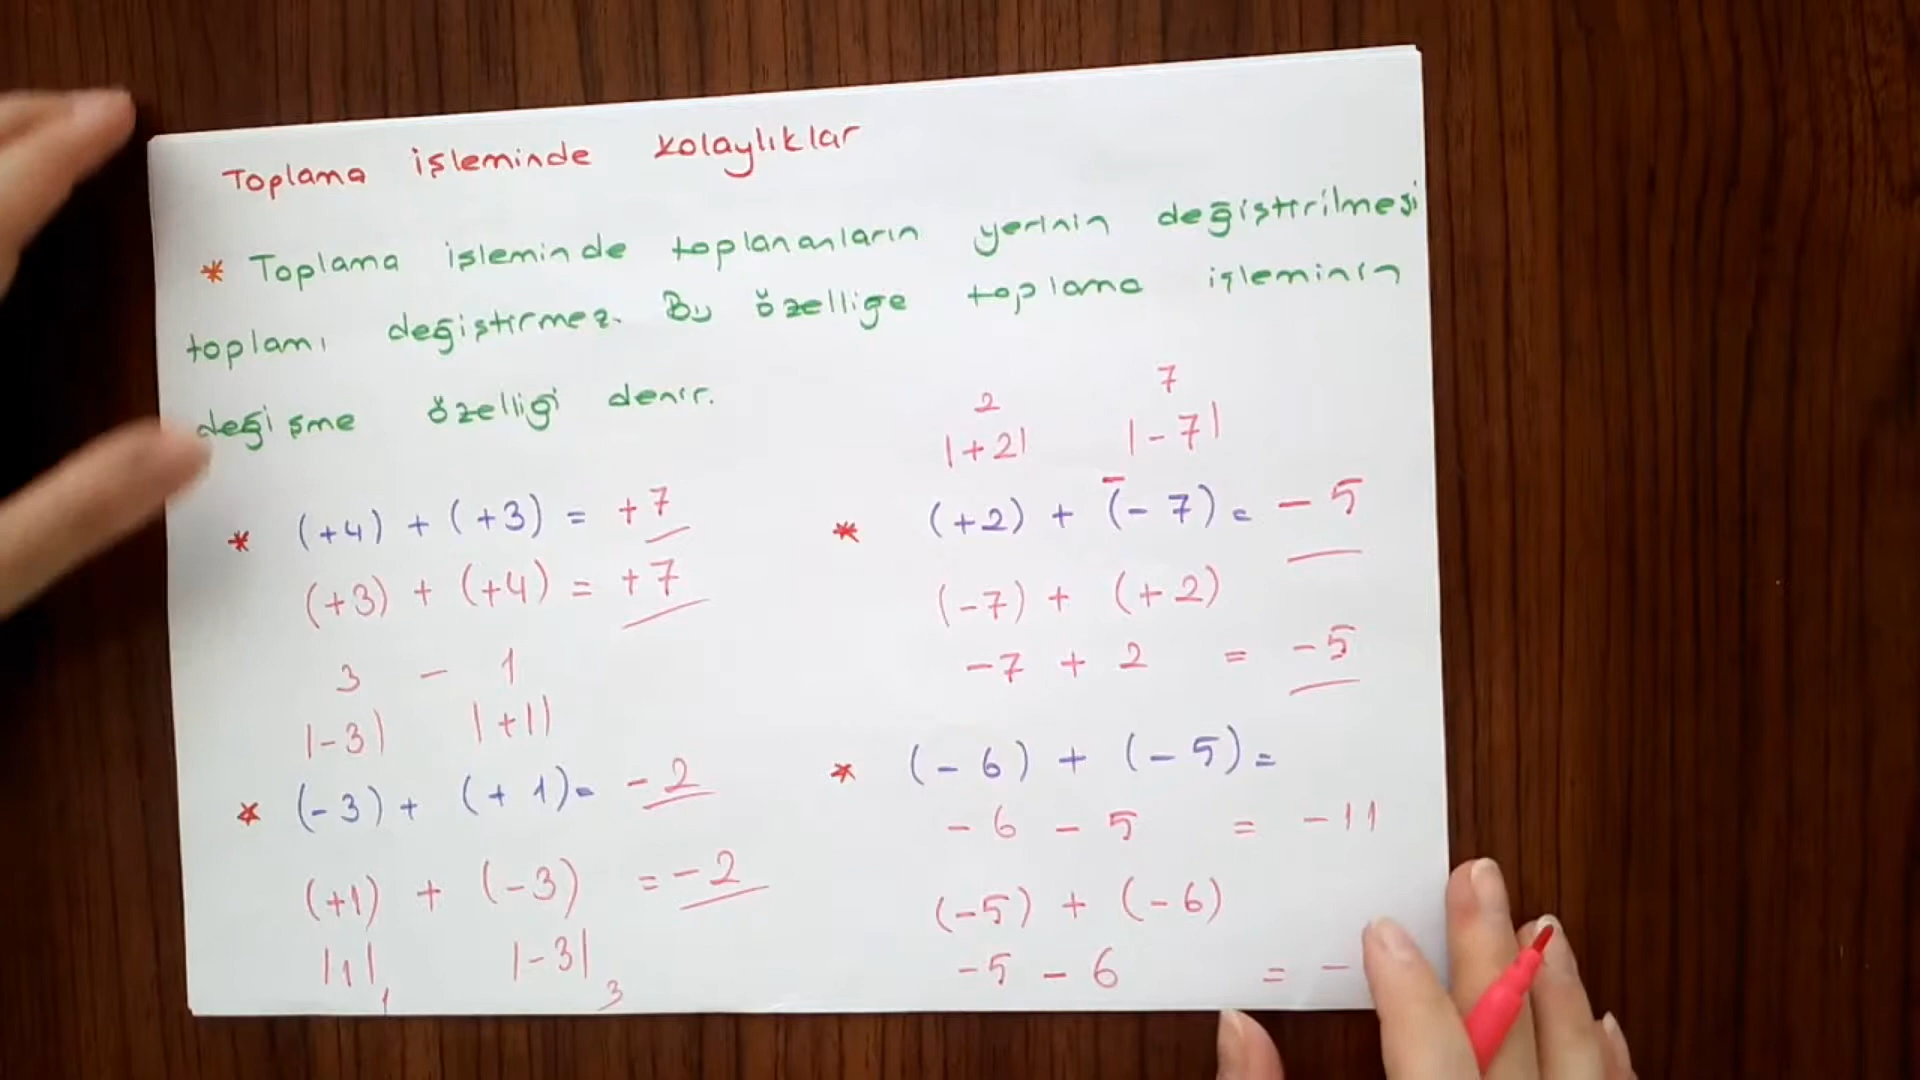 Toplama işleminde kolaylıklar
* Toplama işleminde toplananların yerinin değiştirilmesi
toplamı değiştirmez. Bu özelliğe toplama işleminin
değişme özelliği denir.
* (+4) + (+3) = +7
(+3) + (+4) = +7
3 - 1
|-3| |+1|
* (-3) + (+1) = -2
(+1) + (-3) = -2
|1| |-3|
1 3
2 7
|+2| |-7|
* (+2) + (-7) = -5
(-7) + (+2)
-7 + 2 = -5
* (-6) + (-5) =
-6 - 5 = -11
(-5) + (-6)
-5 - 6 = -